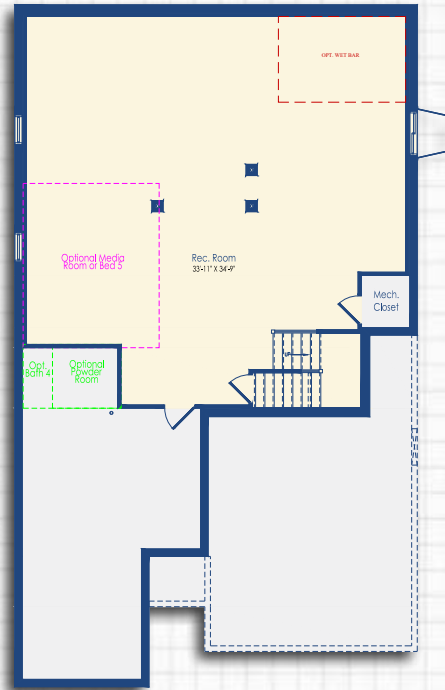 OPT. WET BAR
Optional Media
Room or Bed 5
Rec. Room
33'-11" X 34'-9"
Mech.
Closet
UP
Opt.
Bath 4
Optional
Powder
Room